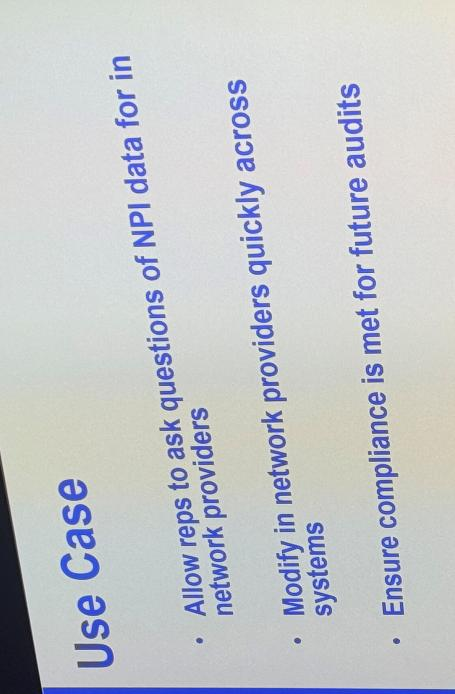 Use Case
• Allow reps to ask questions of NPI data for in
network providers
• Modify in network providers quickly across
systems
• Ensure compliance is met for future audits